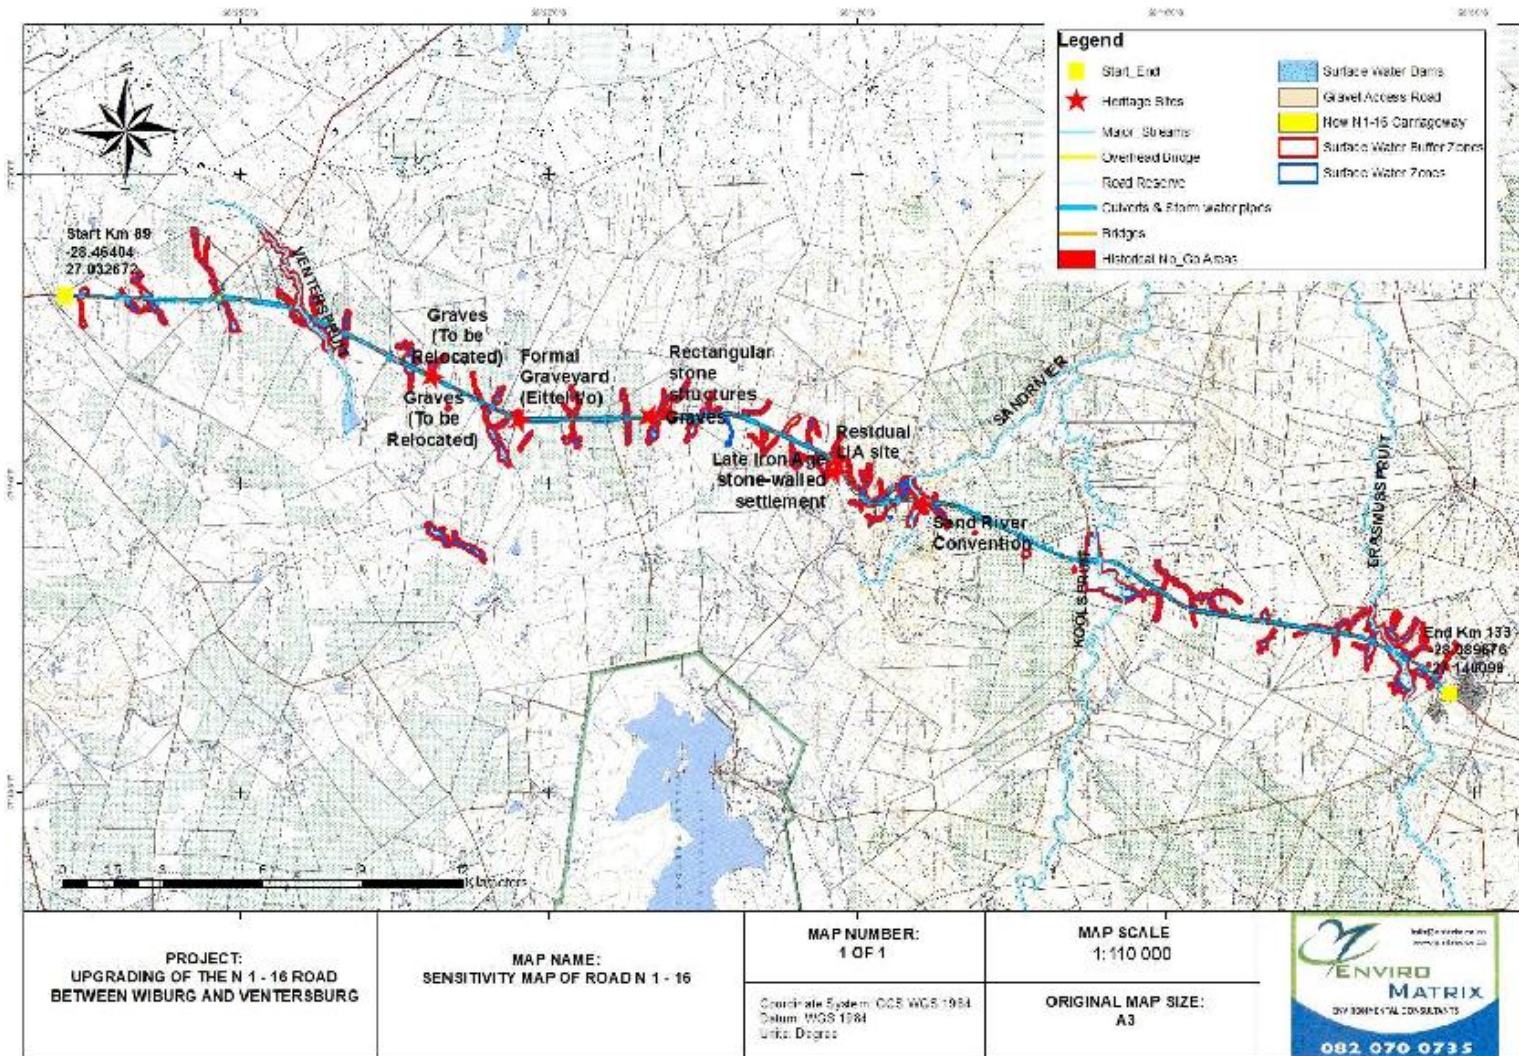 Legend
Start_End
Heritage Sites
Major_Streams
Overhead Bridge
Road Reserve
Culverts & Storm water pipes
Bridges
Historical No_Go Areas
Surface Water Dams
Gravel Access Road
New N1-16 Carriageway
Surface Water Buffer Zones
Surface Water Zones
Start Km 89
-28.46404
27.032672
VENTERSPRUIT
Graves
(To be
Relocated)
Graves
(To be
Relocated)
Formal
Graveyard
Rectangular
stone
structures
Graves
Residual
LIA site
Late Iron Age
stone-walled
settlement
SANDRIVIER
Sand River
Convention
KOOLSPRUIT
ERASMUSSPRUIT
End Km 133
Kilometers
PROJECT:
UPGRADING OF THE N 1 - 16 ROAD
BETWEEN WIBURG AND VENTERSBURG
MAP NAME:
SENSITIVITY MAP OF ROAD N 1 - 16
MAP NUMBER:
1 OF 1
Coordinate System: GCS WGS 1984
Datum: WGS 1984
Units: Degree
MAP SCALE
1: 110 000
ORIGINAL MAP SIZE:
A3
ENVIRO
MATRIX
ENVIRONMENTAL CONSULTANTS
082 070 0735